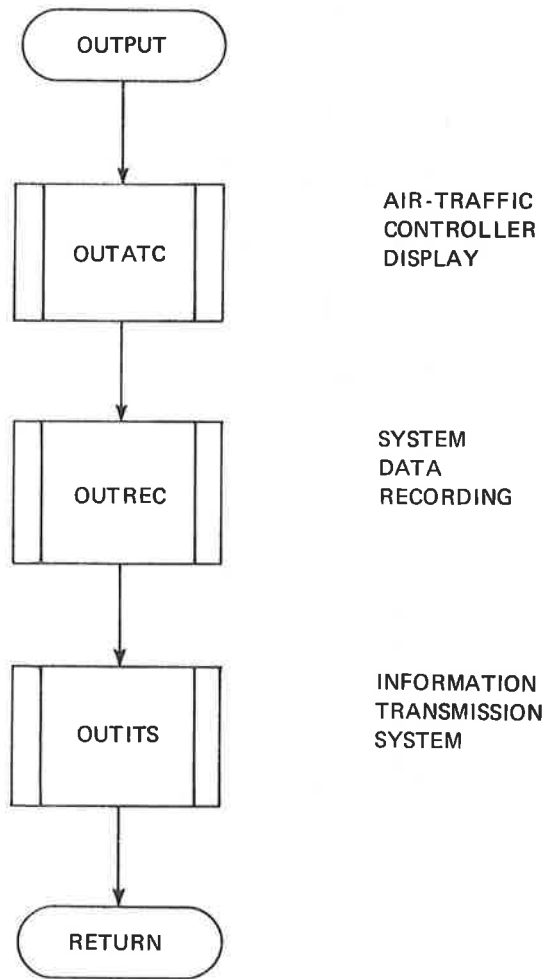 OUTPUT
OUTATC
AIR-TRAFFIC
CONTROLLER
DISPLAY
OUTREC
SYSTEM
DATA
RECORDING
OUTITS
INFORMATION
TRANSMISSION
SYSTEM
RETURN